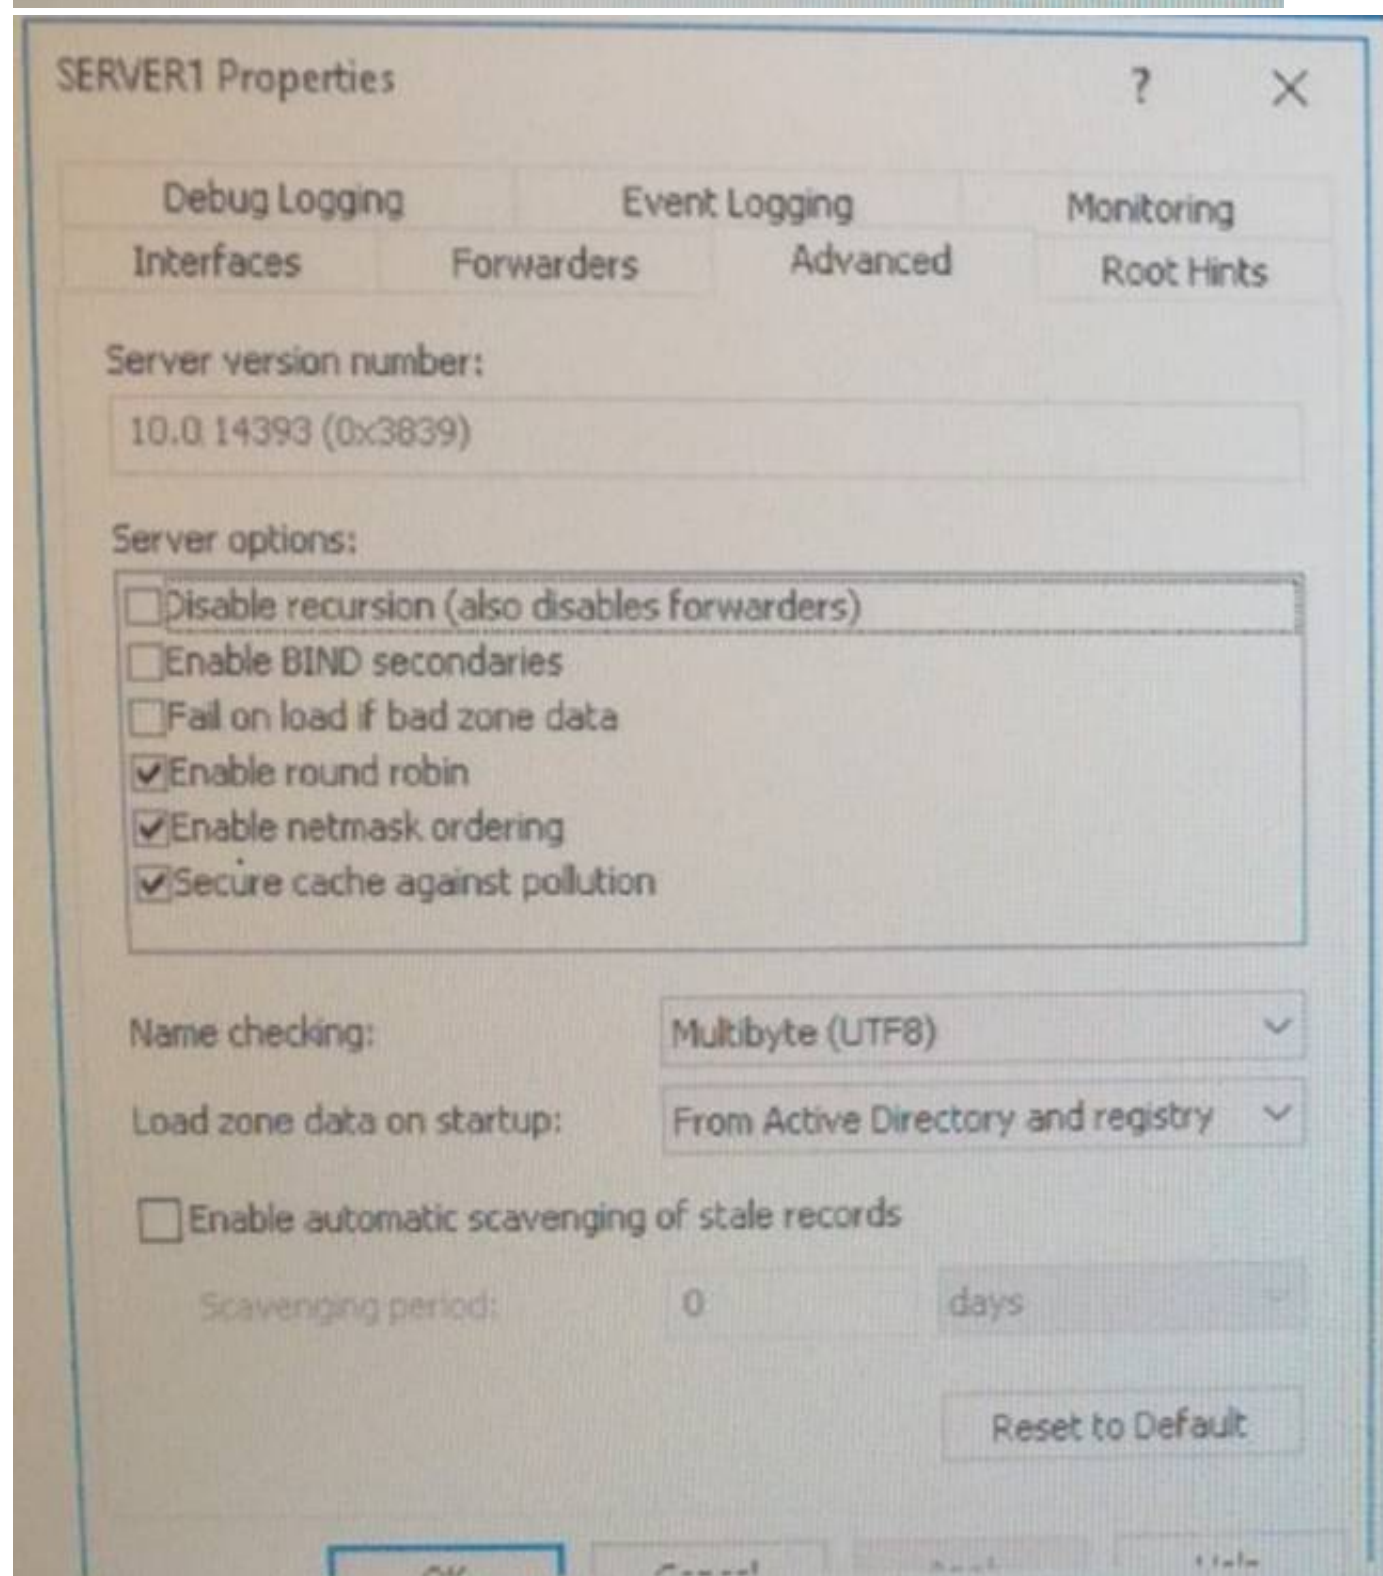 SERVER1 Properties ? ×
Debug Logging Event Logging Monitoring
Interfaces Forwarders Advanced Root Hints
Server version number:
10.0.14393 (0x3839)
Server options:
Disable recursion (also disables forwarders)
Enable BIND secondaries
Fail on load if bad zone data
Enable round robin
Enable netmask ordering
Secure cache against pollution
Name checking: Multibyte (UTF8)
Load zone data on startup: From Active Directory and registry
Enable automatic scavenging of stale records
Scavenging period: 0 days
Reset to Default